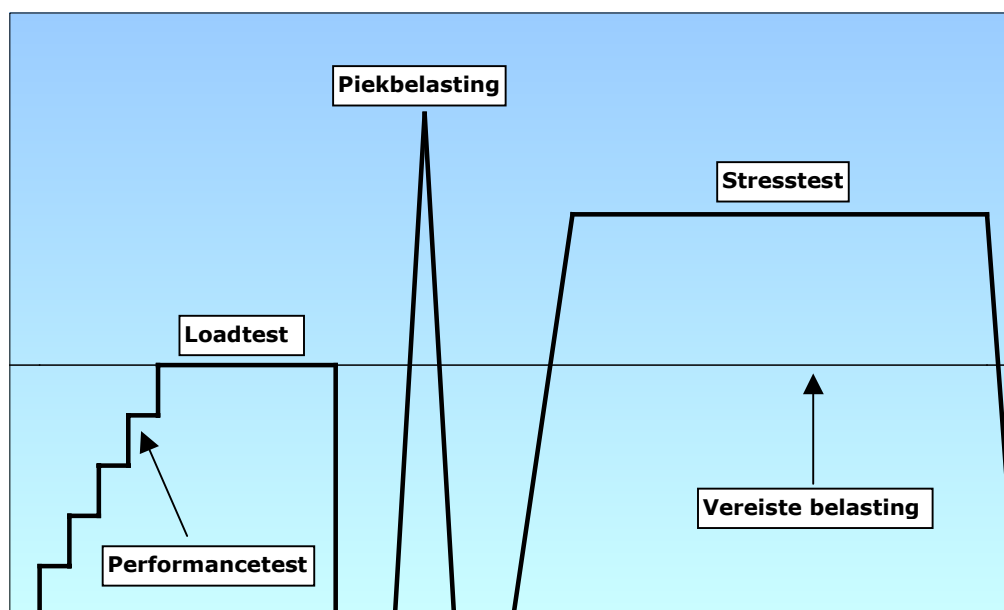 Piekbelasting
Stresstest
Loadtest
Vereiste belasting
Performancetest